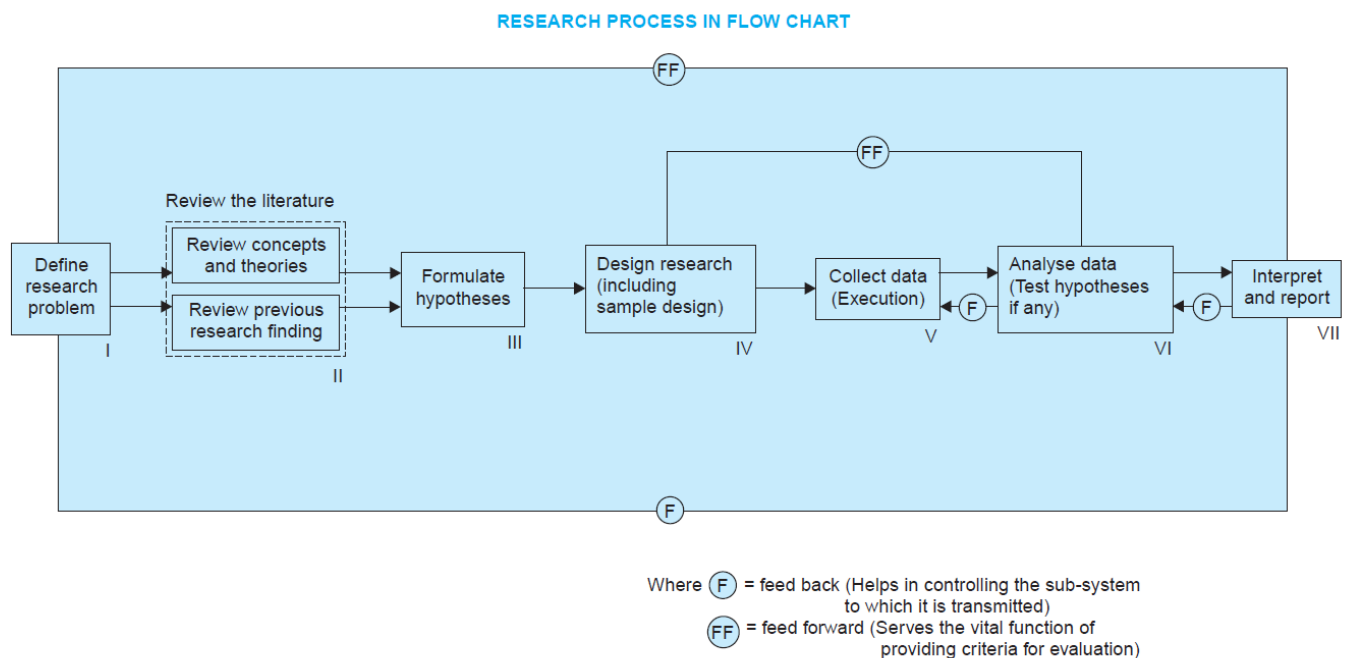 RESEARCH PROCESS IN FLOW CHART
FF
FF
Review the literature
Define
research
problem
I
Review concepts
and theories
Review previous
research finding
II
Formulate
hypotheses
III
Design research
(including
sample design)
IV
Collect data
(Execution)
V
F
Analyse data
(Test hypotheses
if any)
VI
F
Interpret
and report
VII
F
Where F = feed back (Helps in controlling the sub-system
to which it is transmitted)
FF = feed forward (Serves the vital function of
providing criteria for evaluation)